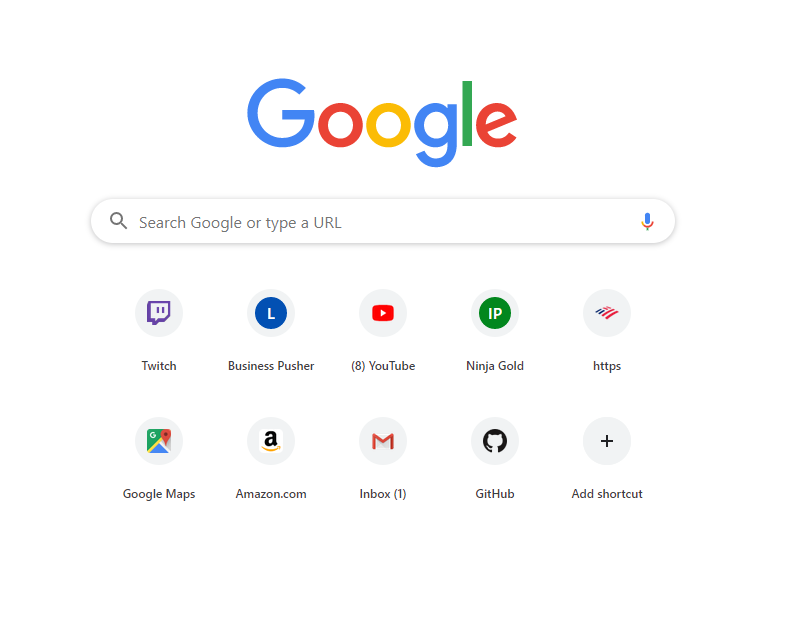 Google
Search Google or type a URL
L
IP
Twitch
Business Pusher
(8) YouTube
Ninja Gold
https
G
a
+
Google Maps
Amazon.com
Inbox (1)
GitHub
Add shortcut